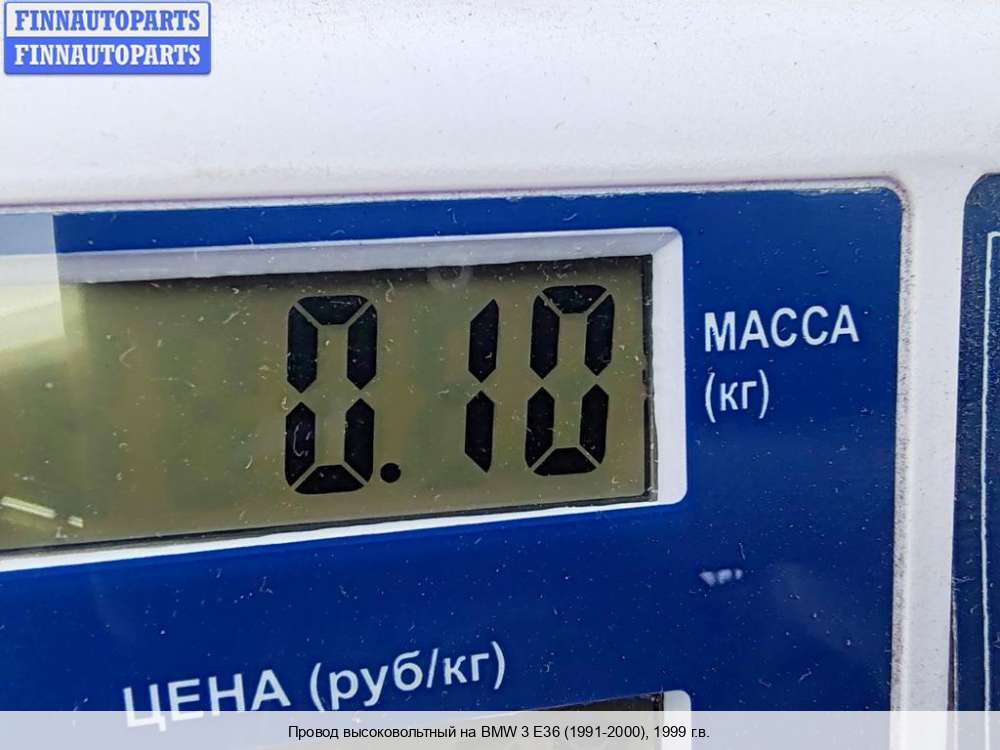 FINNAUTOPARTS
FINNAUTOPARTS
0.10
МАССА
(кг)
ЦЕНА (руб/кг)
Провод высоковольтный на BMW 3 E36 (1991-2000), 1999 г.в.